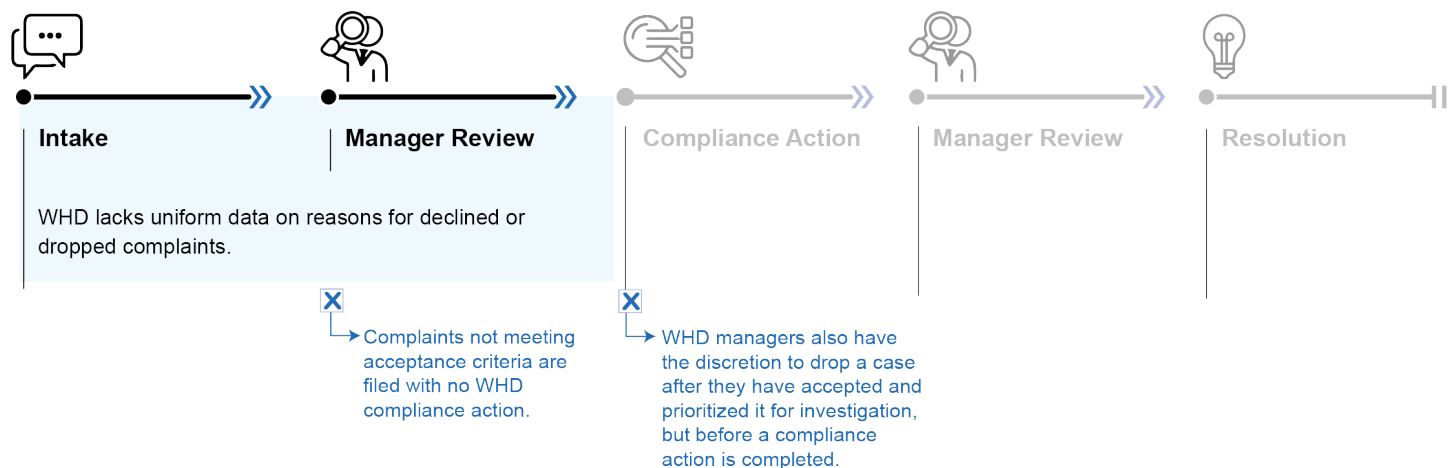 Intake
Manager Review
Compliance Action
Manager Review
Resolution
WHD lacks uniform data on reasons for declined or
dropped complaints.
Complaints not meeting
acceptance criteria are
filed with no WHD
compliance action.
WHD managers also have
the discretion to drop a case
after they have accepted and
prioritized it for investigation,
but before a compliance
action is completed.